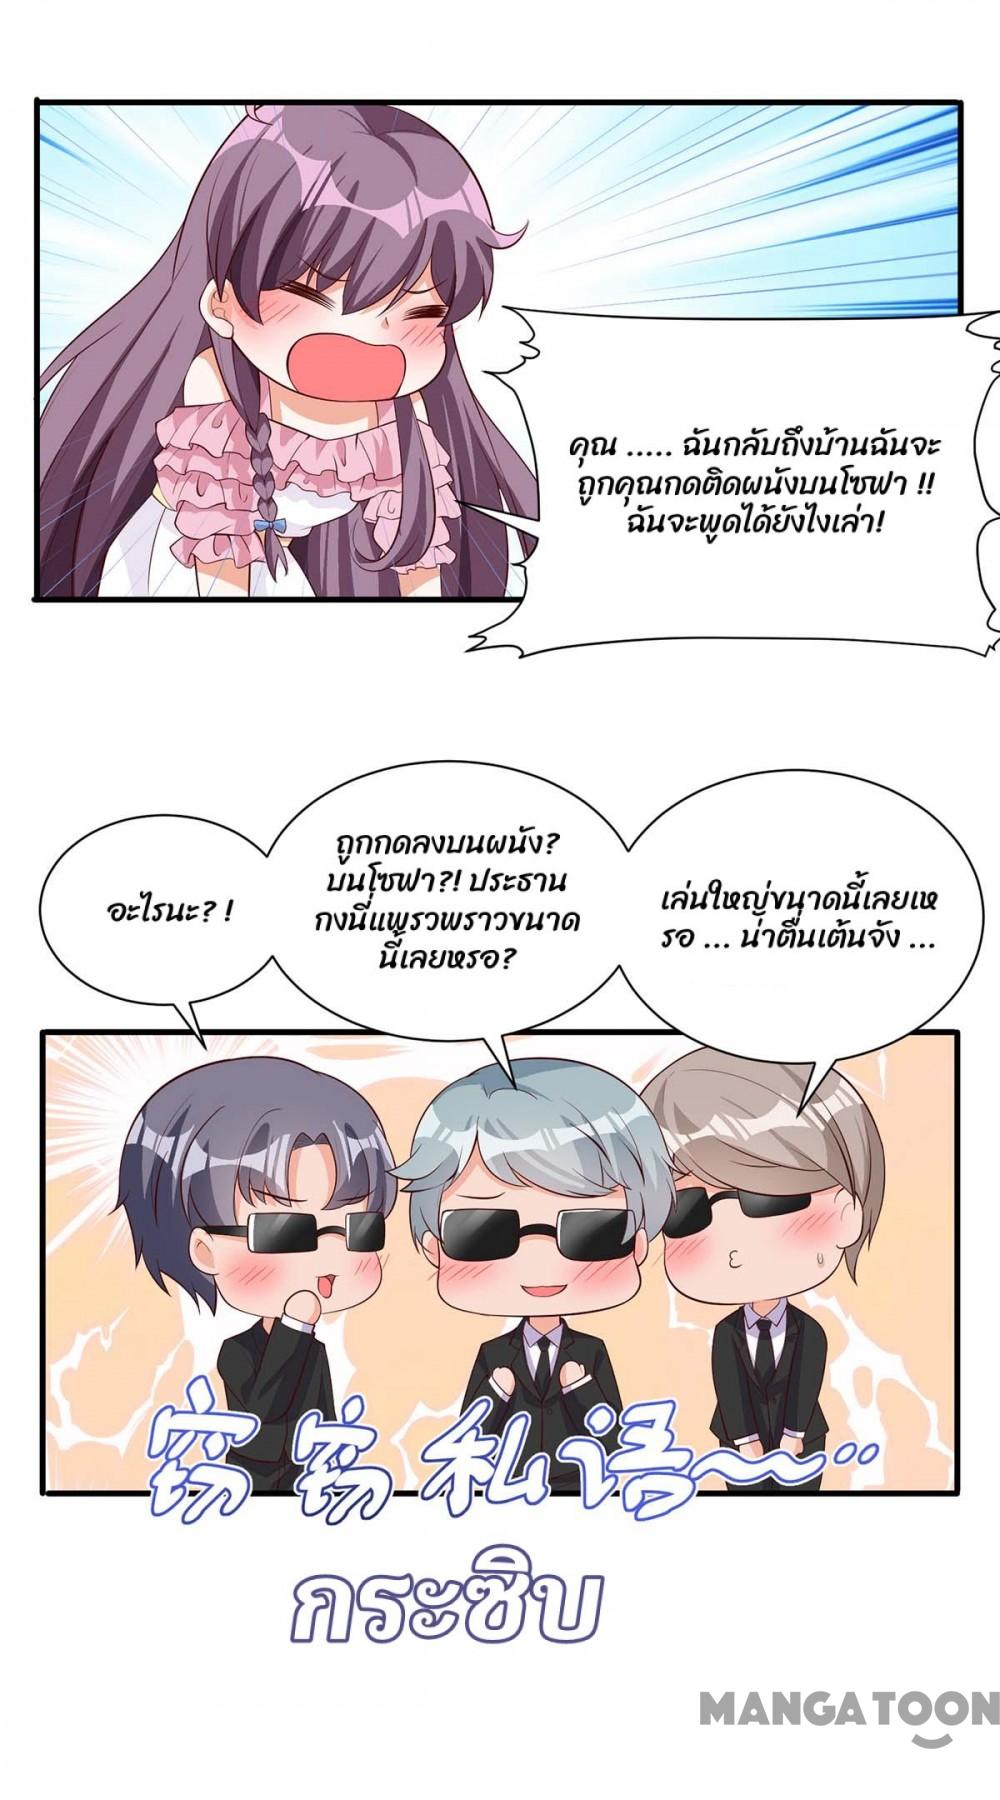 คุณ ..... ฉันกลับถึงบ้านฉันจะ
ถูกคุณกดติดผนังบนโซฟา !!
ฉันจะพูดได้ยังไงเล่า!
อะไรนะ? !
ถูกกดลงบนผนัง?
บนโซฟา?! ประธาน
กงนี่แพรวพราวขนาด
นี้เลยหรอ?
เล่นใหญ่ขนาดนี้เลยเห
รอ ... น่าตื่นเต้นจัง ...
窃窃私语~··
กระซิบ
MANGATOON